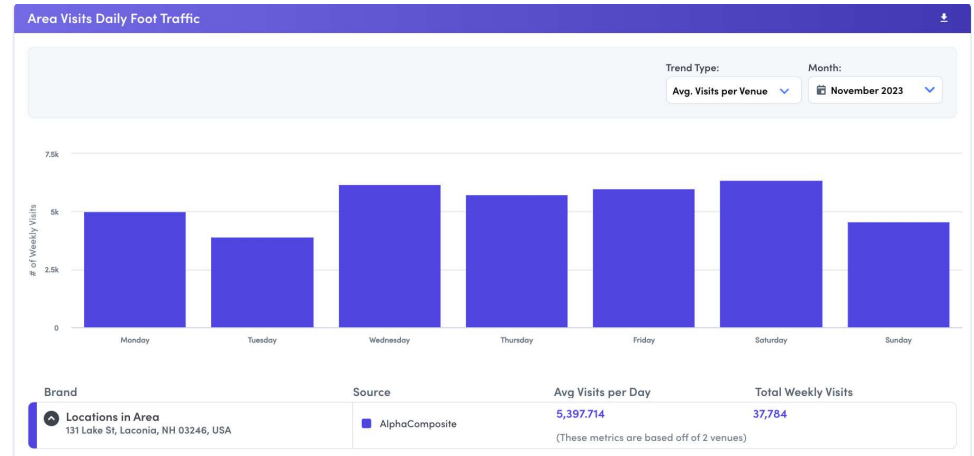 Area Visits Daily Foot Traffic
Trend Type:
Month:
Avg. Visits per Venue
November 2023
7.5k
5k
2.5k
0
# of Weekly Visits
Monday Tuesday Wednesday Thursday Friday Saturday Sunday
Brand Source Avg Visits per Day Total Weekly Visits
Locations in Area
131 Lake St, Laconia, NH 03246, USA
AlphaComposite
5,397.714
37,784
(These metrics are based off of 2 venues)